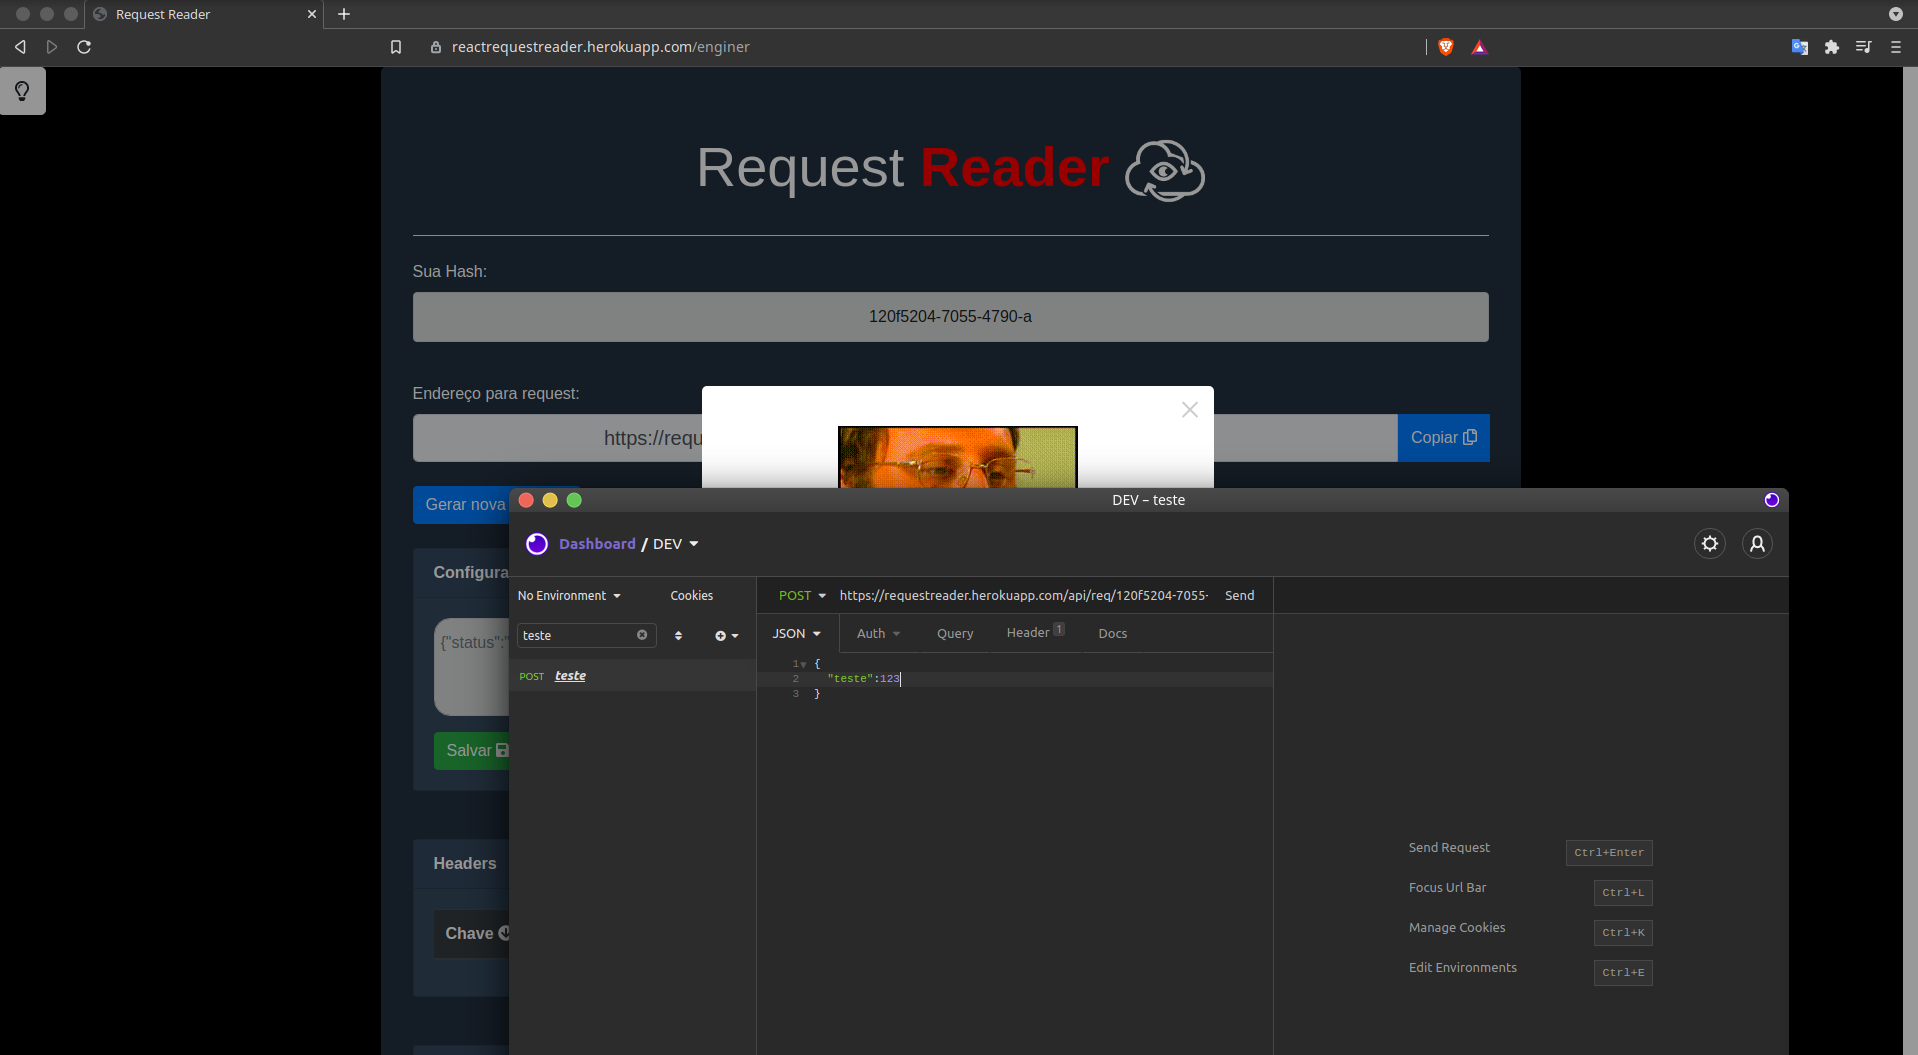 Request Reader
reactrequestreader.herokuapp.com/enginer
Request Reader
Sua Hash:
120f5204-7055-4790-a
Endereço para request:
https://requ
Copiar
Gerar nova
DEV – teste
Dashboard / DEV
Configura
No Environment
Cookies
POST
https://requestreader.herokuapp.com/api/req/120f5204-7055-
Send
teste
JSON
Auth
Query
Header 1
Docs
{"status":"
POST teste
1 {
2 "teste":123
3 }
Salvar
Headers
Chave
Send Request Ctrl+Enter
Focus Url Bar Ctrl+L
Manage Cookies Ctrl+K
Edit Environments Ctrl+E